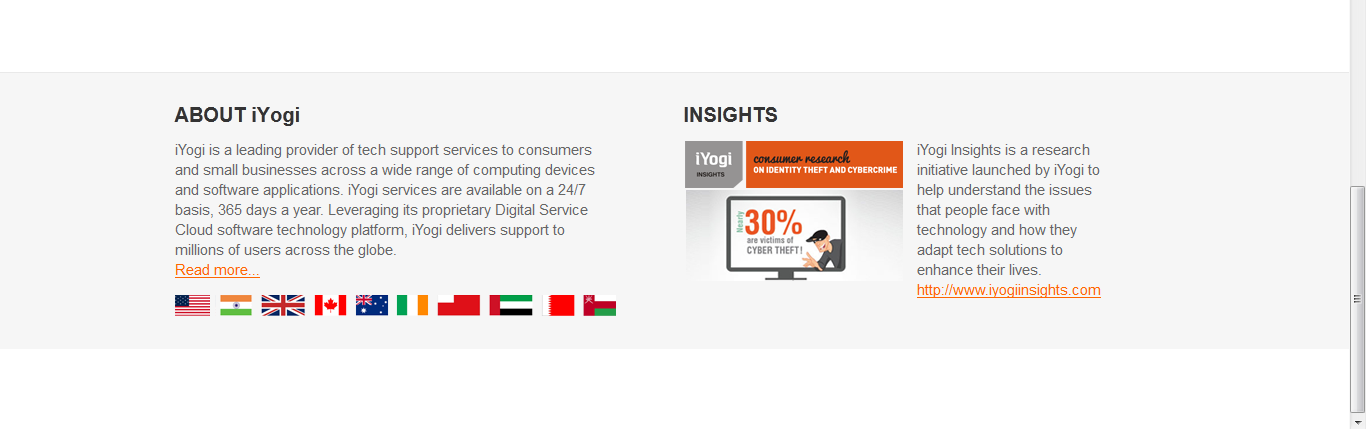 ABOUT iYogi
iYogi is a leading provider of tech support services to consumers
and small businesses across a wide range of computing devices
and software applications. iYogi services are available on a 24/7
basis, 365 days a year. Leveraging its proprietary Digital Service
Cloud software technology platform, iYogi delivers support to
millions of users across the globe.
Read more...
INSIGHTS
iYogi
INSIGHTS
consumer research
ON IDENTITY THEFT AND CYBERCRIME
Nearly
30%
are victims of
CYBER THEFT!
iYogi Insights is a research
initiative launched by iYogi to
help understand the issues
that people face with
technology and how they
adapt tech solutions to
enhance their lives.
http://www.iyogiinsights.com